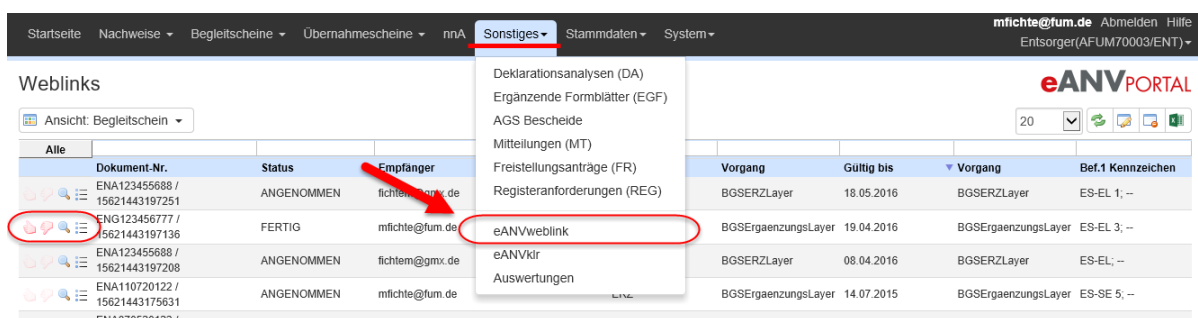 mfichte@fum.de Abmelden Hilfe
Startseite Nachweise Begleitscheine Übernahmescheine nnA Sonstiges Stammdaten System
Entsorger(AFUM70003/ENT)
Weblinks
eANVPORTAL
Ansicht: Begleitschein
20
Alle
Dokument-Nr. Status Empfänger Vorgang Gültig bis Vorgang Bef.1 Kennzeichen
ENA123455688 /
15621443197251
ANGENOMMEN fichtem@gmx.de BGSERZLayer 18.05.2016 BGSERZLayer ES-EL 1; --
ENG123456777 /
15621443197136
FERTIG mfichte@fum.de BGSErgaenzungsLayer 19.04.2016 BGSErgaenzungsLayer ES-EL 3; --
ENA123455688 /
15621443197208
ANGENOMMEN fichtem@gmx.de BGSERZLayer 08.04.2016 BGSERZLayer ES-EL; --
ENA110720122 /
15621443175631
ANGENOMMEN mfichte@fum.de BGSErgaenzungsLayer 14.07.2015 BGSErgaenzungsLayer ES-SE 5; --
Deklarationsanalysen (DA)
Ergänzende Formblätter (EGF)
AGS Bescheide
Mitteilungen (MT)
Freistellungsanträge (FR)
Registeranforderungen (REG)
eANVweblink
eANVklr
Auswertungen